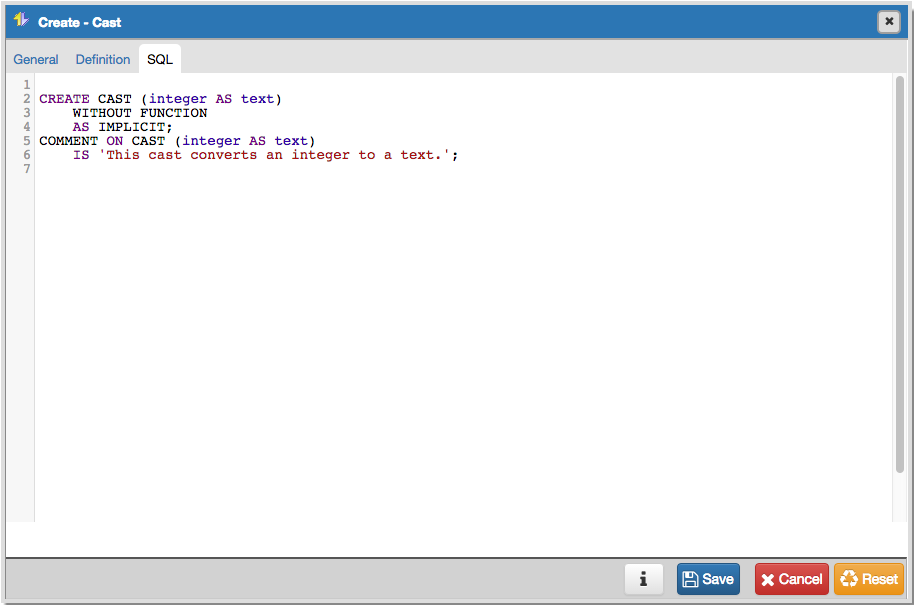 Create - Cast
General Definition SQL
1
2 CREATE CAST (integer AS text)
3 WITHOUT FUNCTION
4 AS IMPLICIT;
5 COMMENT ON CAST (integer AS text)
6 IS 'This cast converts an integer to a text.';
7
i Save Cancel Reset